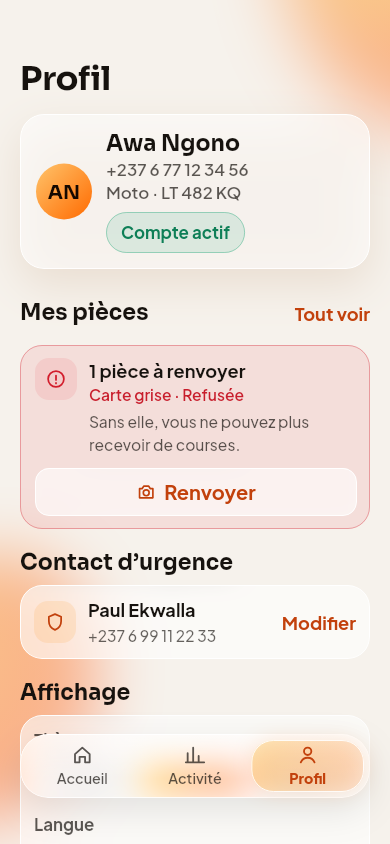 Profil
AN
Awa Ngono
+237 6 77 12 34 56
Moto · LT 482 KQ
Compte actif
Mes pièces
Tout voir
1 pièce à renvoyer
Carte grise · Refusée
Sans elle, vous ne pouvez plus
recevoir de courses.
Renvoyer
Contact d’urgence
Paul Ekwalla
+237 6 99 11 22 33
Modifier
Affichage
Accueil
Activité
Profil
Langue